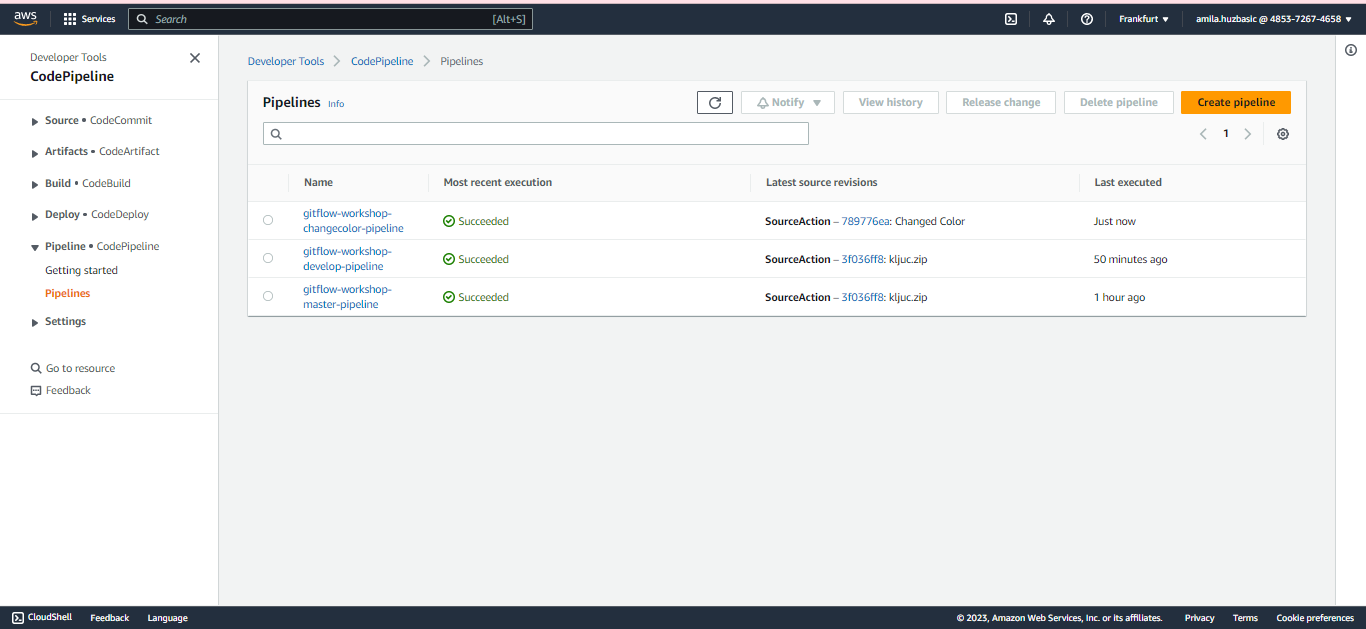 aws
Services
Search [Alt+S]
Frankfurt
amila.huzbasic @ 4853-7267-4658
Developer Tools
CodePipeline
Source • CodeCommit
Artifacts • CodeArtifact
Build • CodeBuild
Deploy • CodeDeploy
Pipeline • CodePipeline
Getting started
Pipelines
Settings
Go to resource
Feedback
Developer Tools CodePipeline Pipelines
Pipelines Info
Notify View history Release change Delete pipeline Create pipeline
1
Name Most recent execution Latest source revisions Last executed
gitflow-workshop-
changecolor-pipeline Succeeded SourceAction – 789776ea: Changed Color Just now
gitflow-workshop-
develop-pipeline Succeeded SourceAction – 3f036ff8: kljuc.zip 50 minutes ago
gitflow-workshop-
master-pipeline Succeeded SourceAction – 3f036ff8: kljuc.zip 1 hour ago
CloudShell Feedback Language © 2023, Amazon Web Services, Inc. or its affiliates. Privacy Terms Cookie preferences